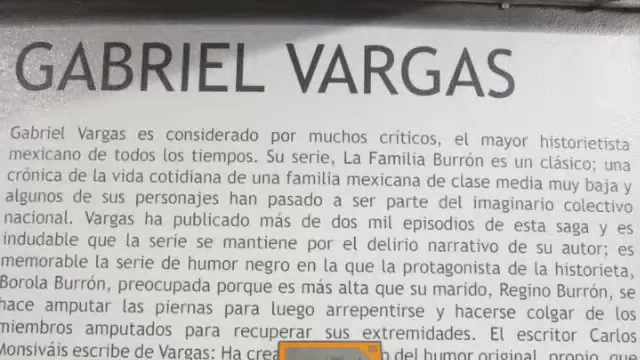 GABRIEL VARGAS
Gabriel Vargas es considerado por muchos críticos, el mayor historietista
mexicano de todos los tiempos. Su serie, La Familia Burrón es un clásico; una
crónica de la vida cotidiana de una familia mexicana de clase media muy baja y
algunos de sus personajes han pasado a ser parte del imaginario colectivo
nacional. Vargas ha publicado más de dos mil episodios de esta saga y es
indudable que la serie se mantiene por el delirio narrativo de su autor; es
memorable la serie de humor negro en la que la protagonista de la historieta,
Borola Burrón, preocupada porque es más alta que su marido, Regino Burrón, se
hace amputar las piernas para luego arrepentirse y hacerse colgar de los
miembros amputados para recuperar sus extremidades. El escritor Carlos
Monsiváis escribe de Vargas: Ha del humor original, propio, que